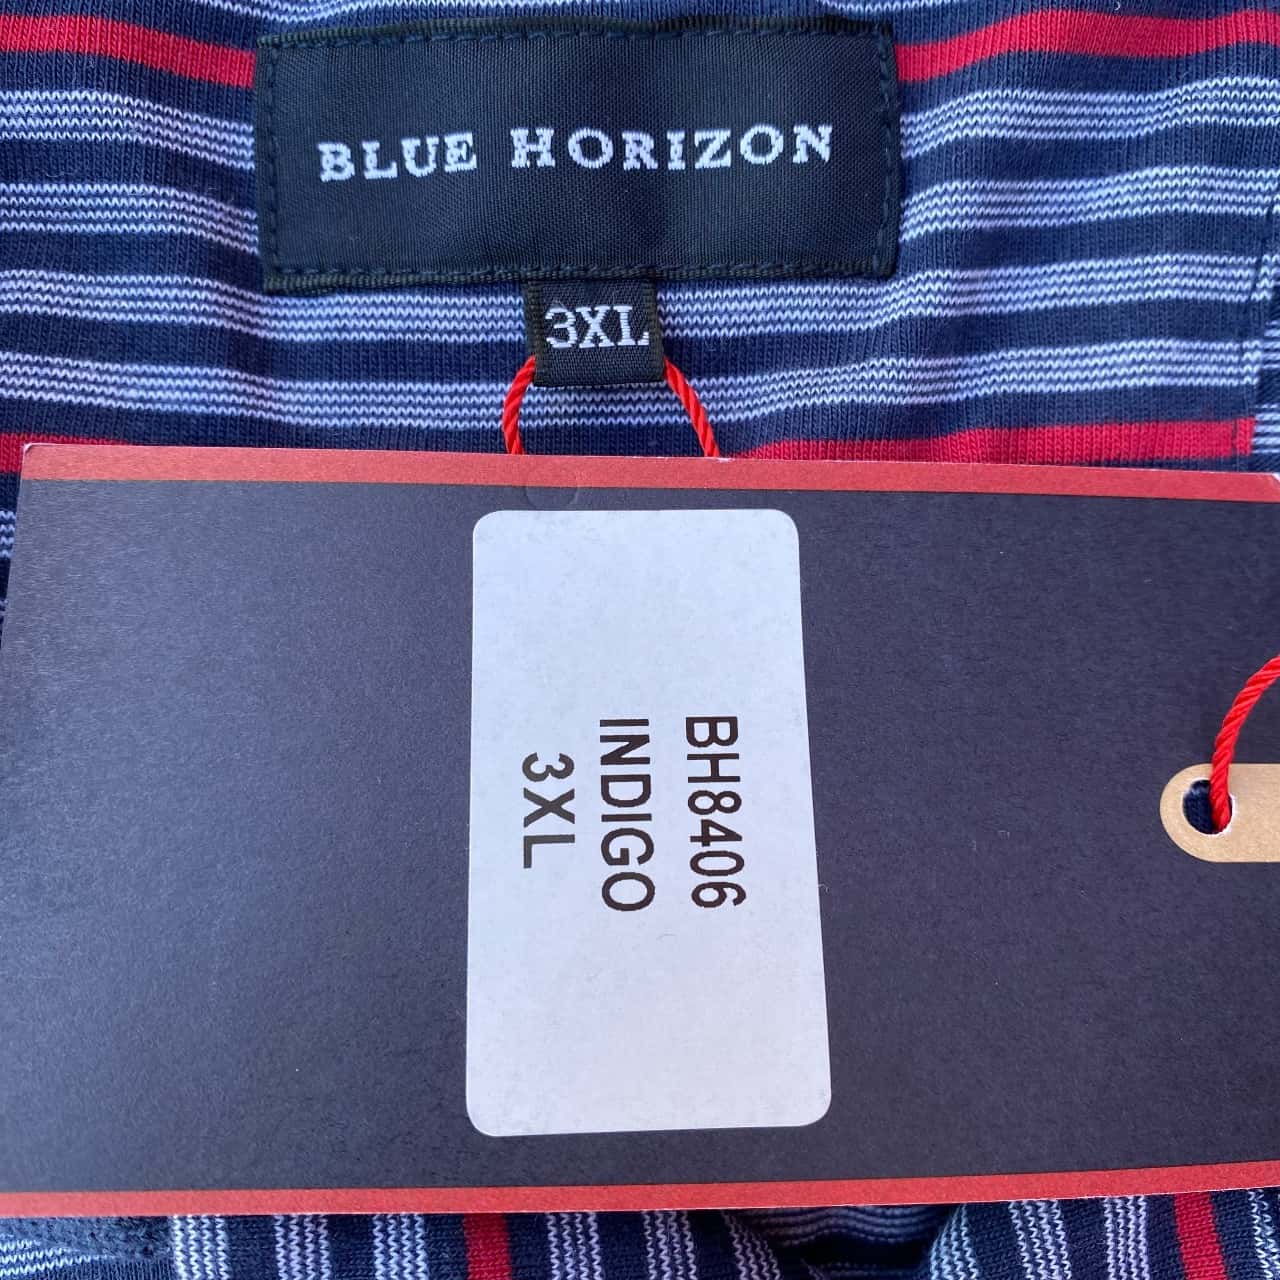 BLUE HORIZON
3XL
BH8406
INDIGO
3XL